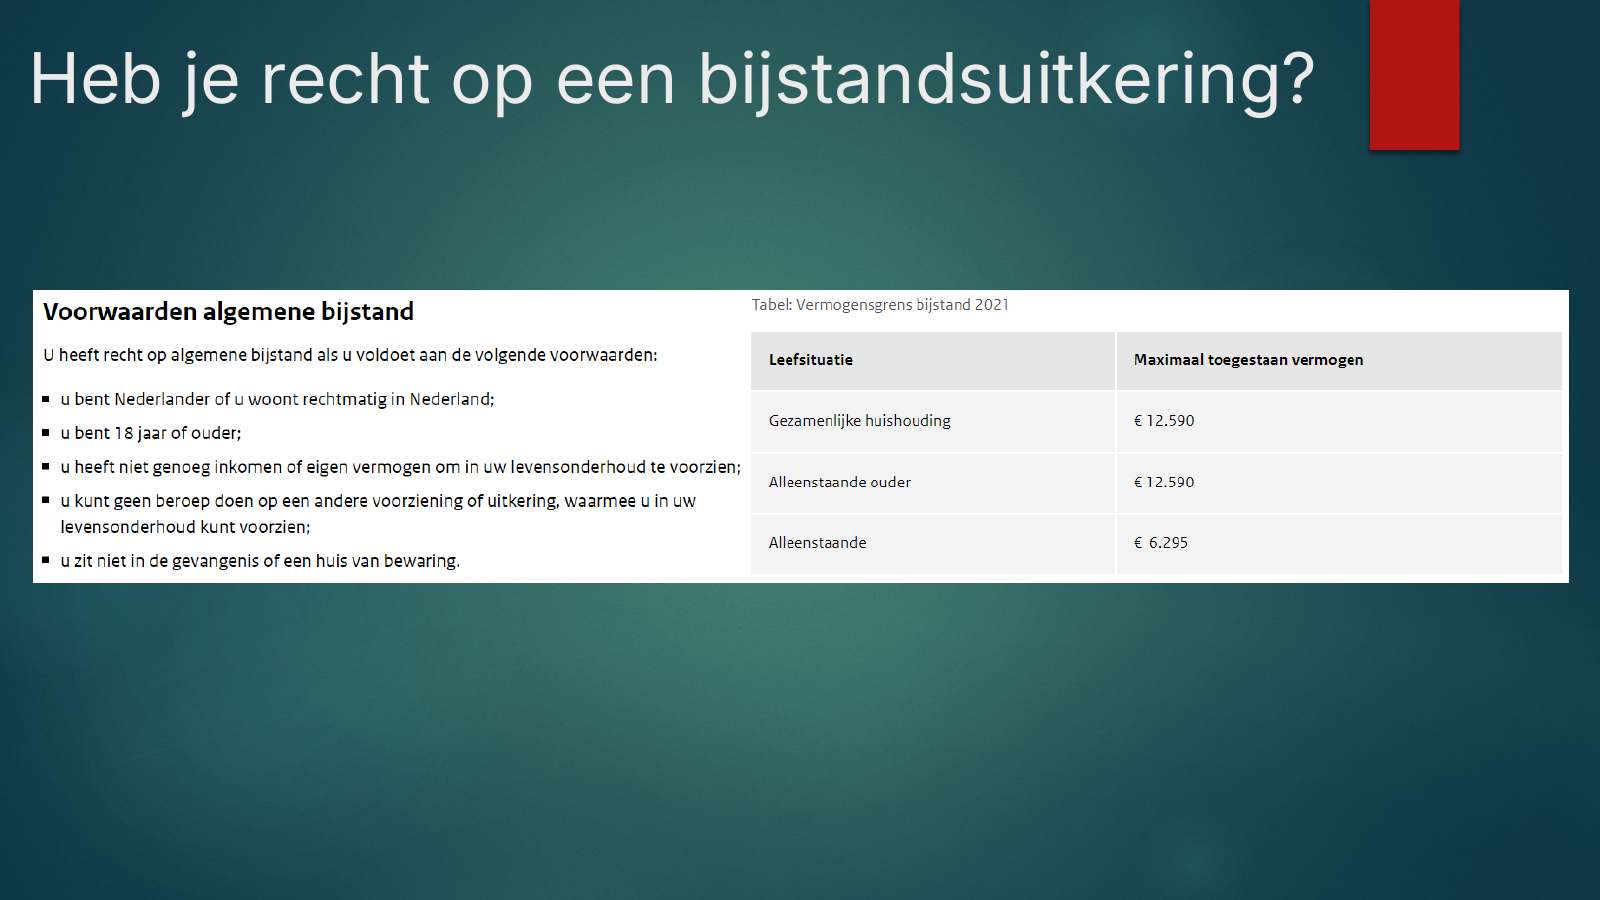 Heb je recht op een bijstandsuitkering?
Voorwaarden algemene bijstand
U heeft recht op algemene bijstand als u voldoet aan de volgende voorwaarden:
▪ u bent Nederlander of u woont rechtmatig in Nederland;
▪ u bent 18 jaar of ouder;
▪ u heeft niet genoeg inkomen of eigen vermogen om in uw levensonderhoud te voorzien;
▪ u kunt geen beroep doen op een andere voorziening of uitkering, waarmee u in uw
levensonderhoud kunt voorzien;
▪ u zit niet in de gevangenis of een huis van bewaring.
Tabel: Vermogensgrens bijstand 2021
Leefsituatie Maximaal toegestaan vermogen
Gezamenlijke huishouding € 12.590
Alleenstaande ouder € 12.590
Alleenstaande € 6.295